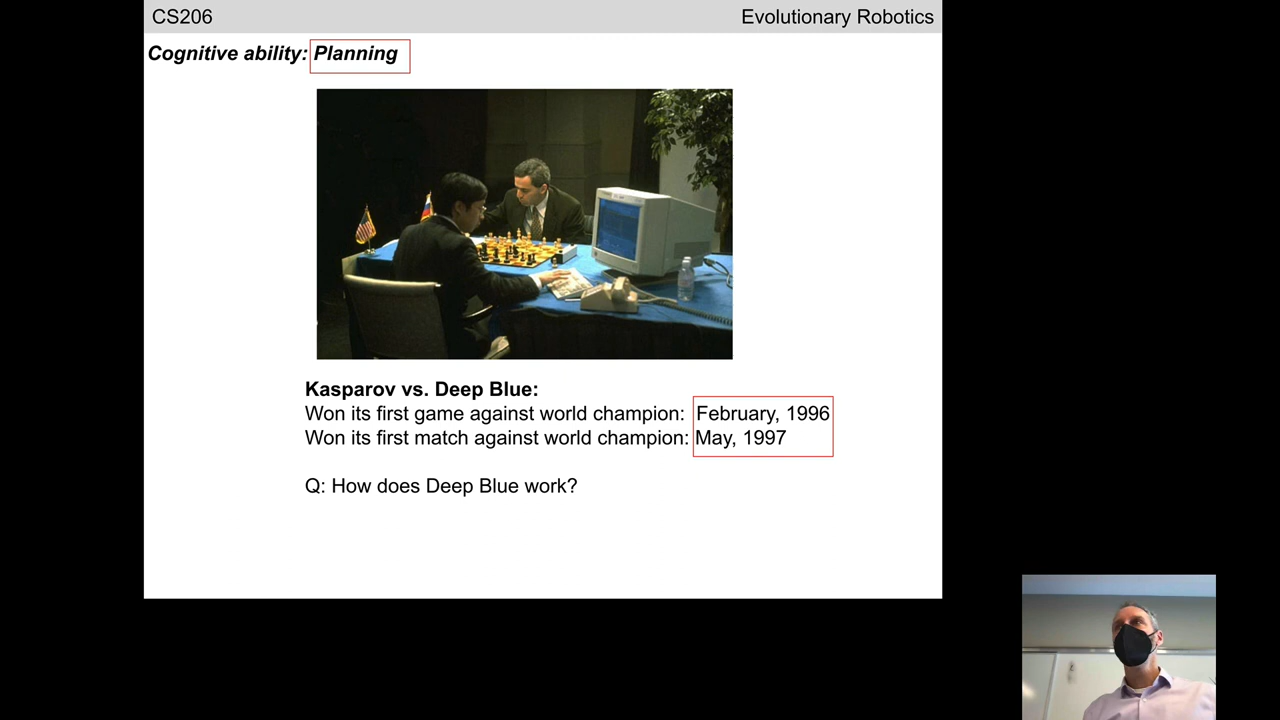 CS206
Evolutionary Robotics
Cognitive ability: Planning
Kasparov vs. Deep Blue:
Won its first game against world champion: February, 1996
Won its first match against world champion: May, 1997
Q: How does Deep Blue work?